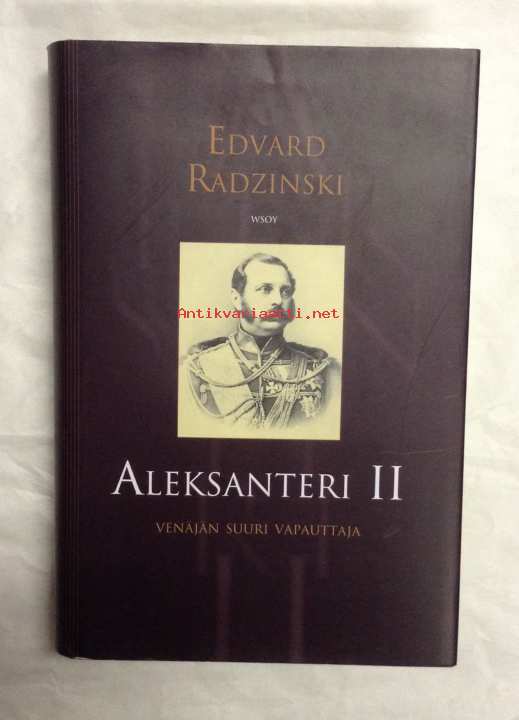 EDVARD
RADZINSKI
WSOY
Antikvariaatti.net
ALEKSANTERI II
VENÄJÄN SUURI VAPAUTTAJA